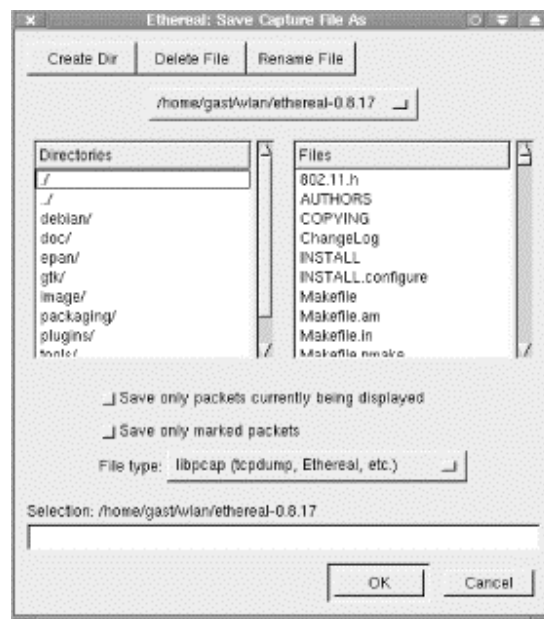 Ethereal: Save Capture File As
Create Dir Delete File Rename File
/home/gast/wlan/ethereal-0.8.17
Directories
./
../
debian/
doc/
epan/
gtk/
image/
packaging/
plugins/
tools/
Files
802.11.h
AUTHORS
COPYING
ChangeLog
INSTALL
INSTALL.configure
Makefile
Makefile.am
Makefile.in
Makefile.nmake
Save only packets currently being displayed
Save only marked packets
File type: libpcap (tcpdump, Ethereal, etc.)
Selection: /home/gast/wlan/ethereal-0.8.17
OK Cancel